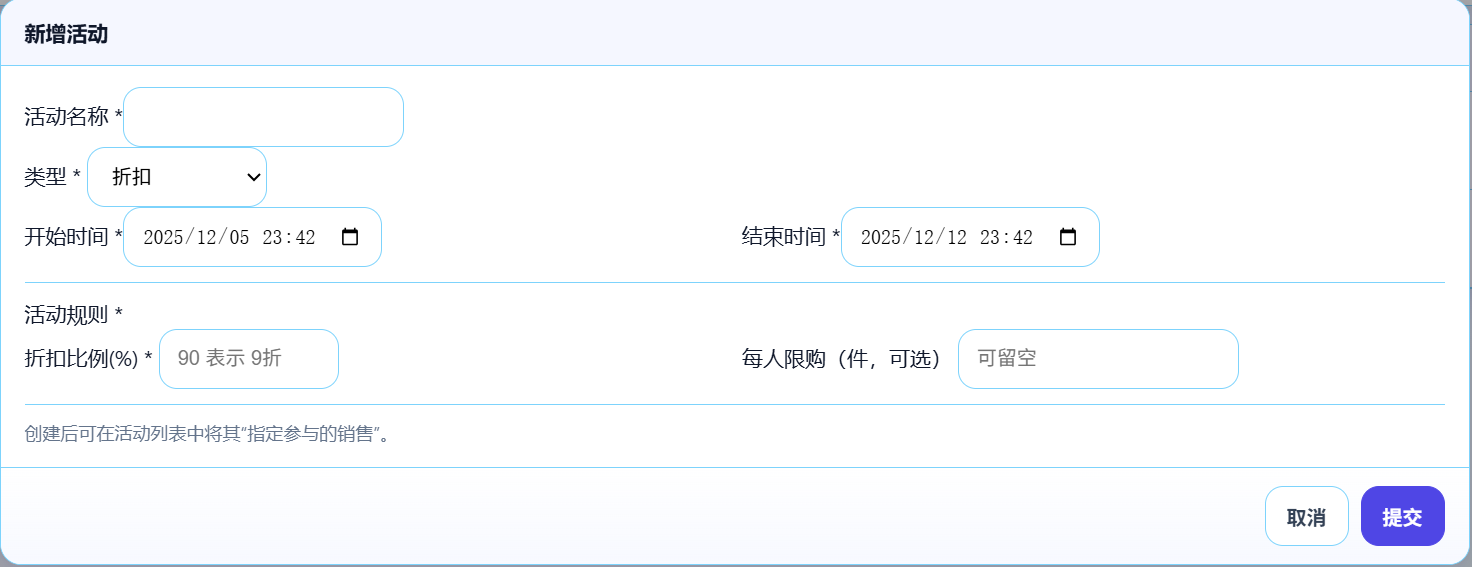 新增活动
活动名称 *
类型 * 折扣
开始时间 * 2025/12/05 23:42 结束时间 * 2025/12/12 23:42
活动规则 *
折扣比例(%) * 90 表示 9折 每人限购（件，可选） 可留空
创建后可在活动列表中将其“指定参与的销售”。
取消 提交